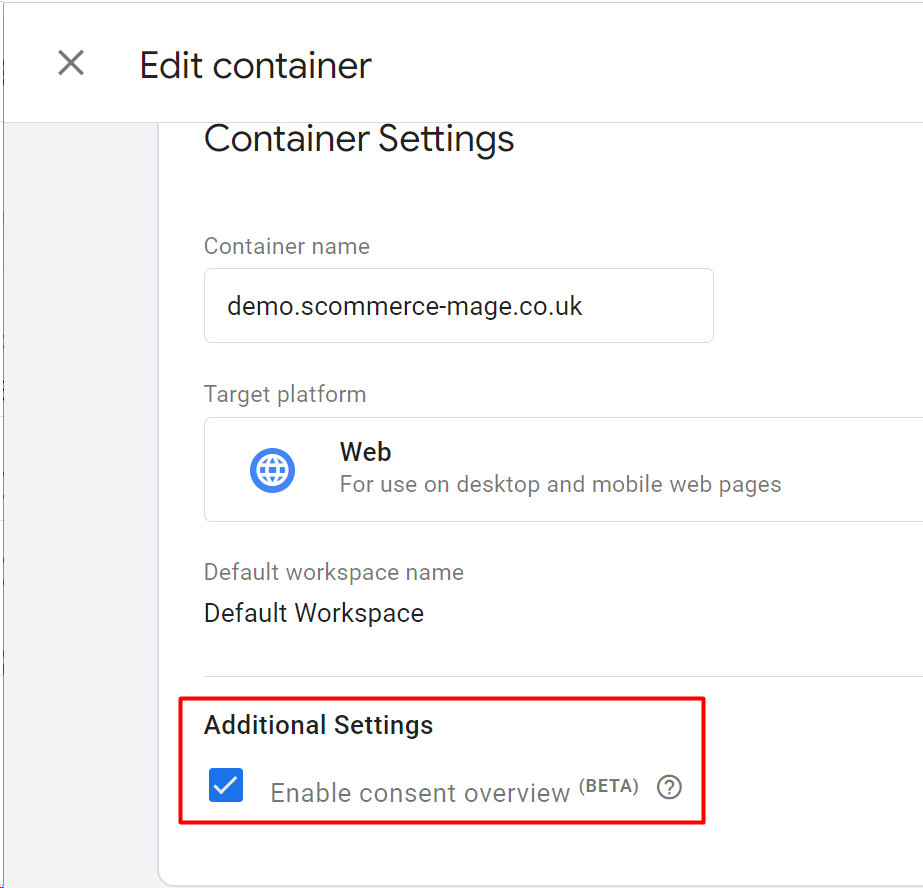 Edit container
Container Settings
Container name
demo.scommerce-mage.co.uk
Target platform
Web
For use on desktop and mobile web pages
Default workspace name
Default Workspace
Additional Settings
Enable consent overview (BETA) ?